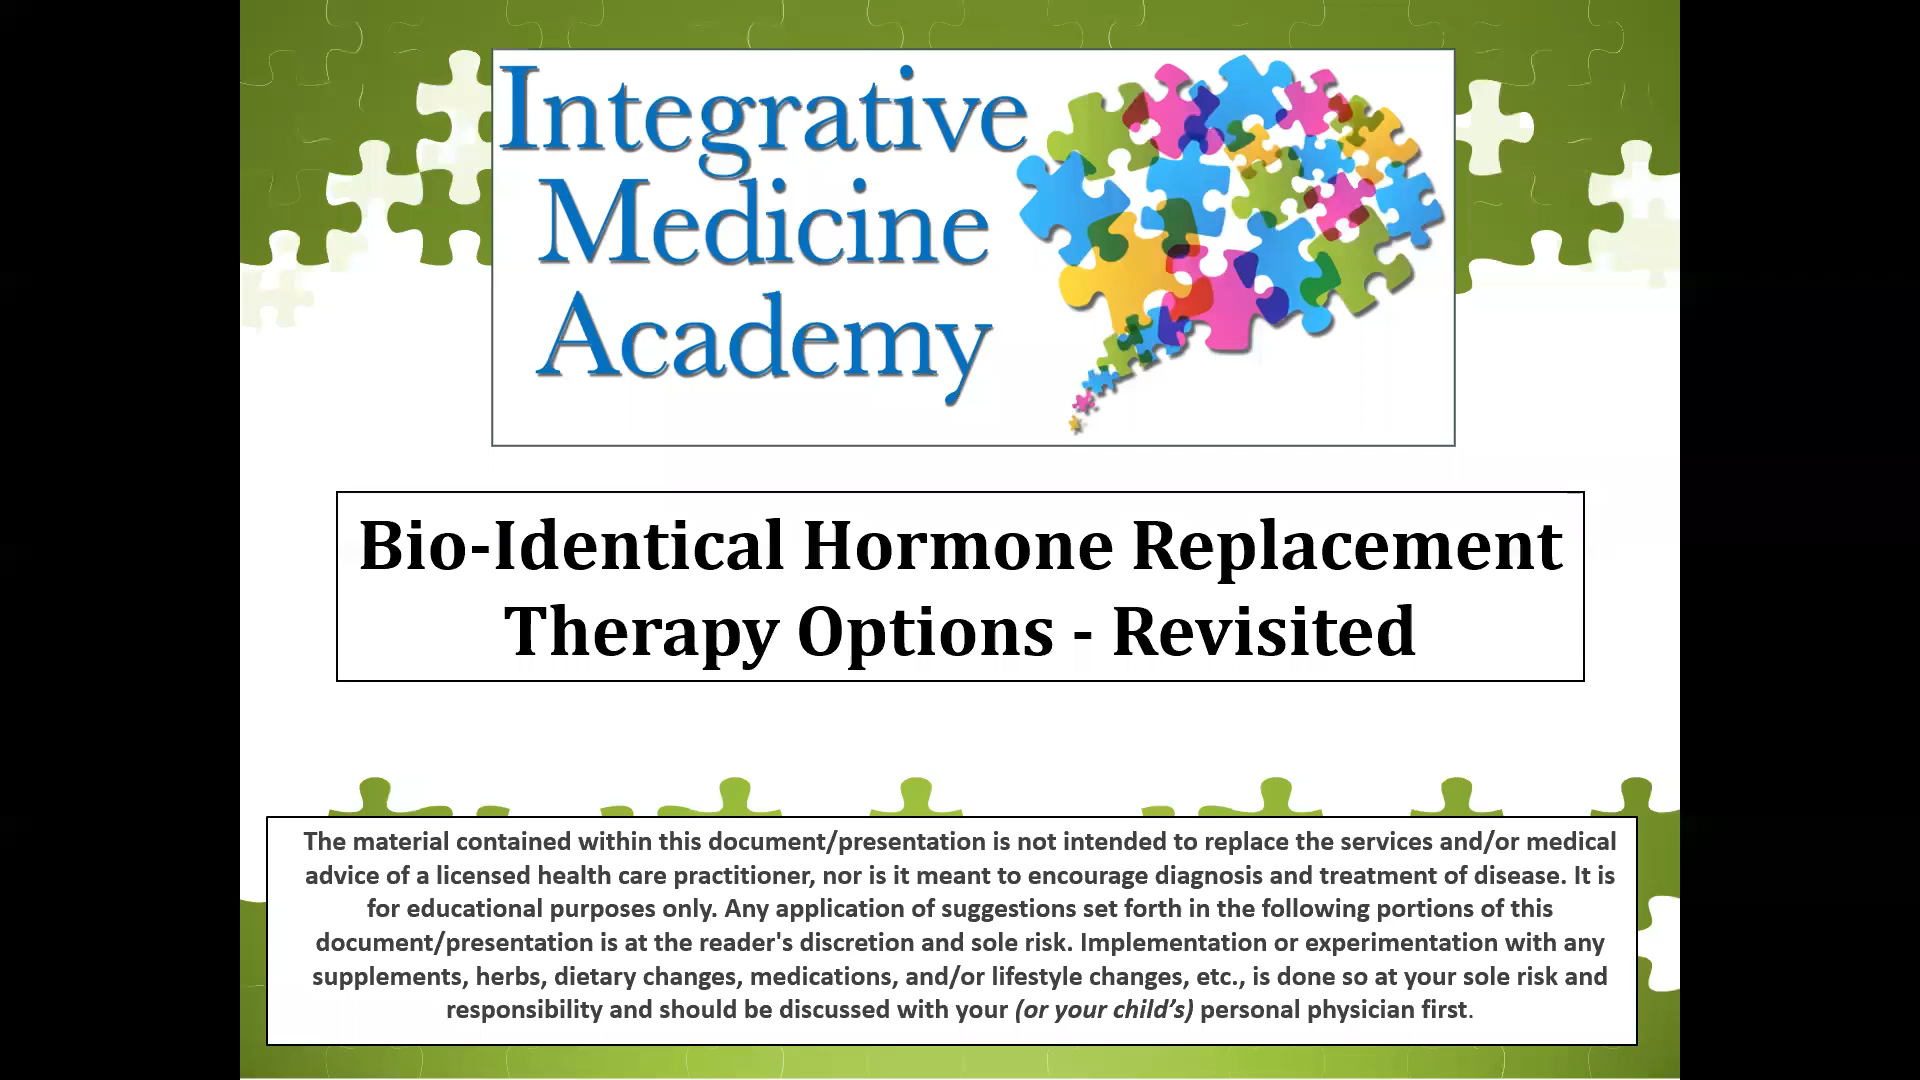 Integrative
Medicine
Academy
Bio-Identical Hormone Replacement
Therapy Options - Revisited
The material contained within this document/presentation is not intended to replace the services and/or medical
advice of a licensed health care practitioner, nor is it meant to encourage diagnosis and treatment of disease. It is
for educational purposes only. Any application of suggestions set forth in the following portions of this
document/presentation is at the reader's discretion and sole risk. Implementation or experimentation with any
supplements, herbs, dietary changes, medications, and/or lifestyle changes, etc., is done so at your sole risk and
responsibility and should be discussed with your (or your child’s) personal physician first.